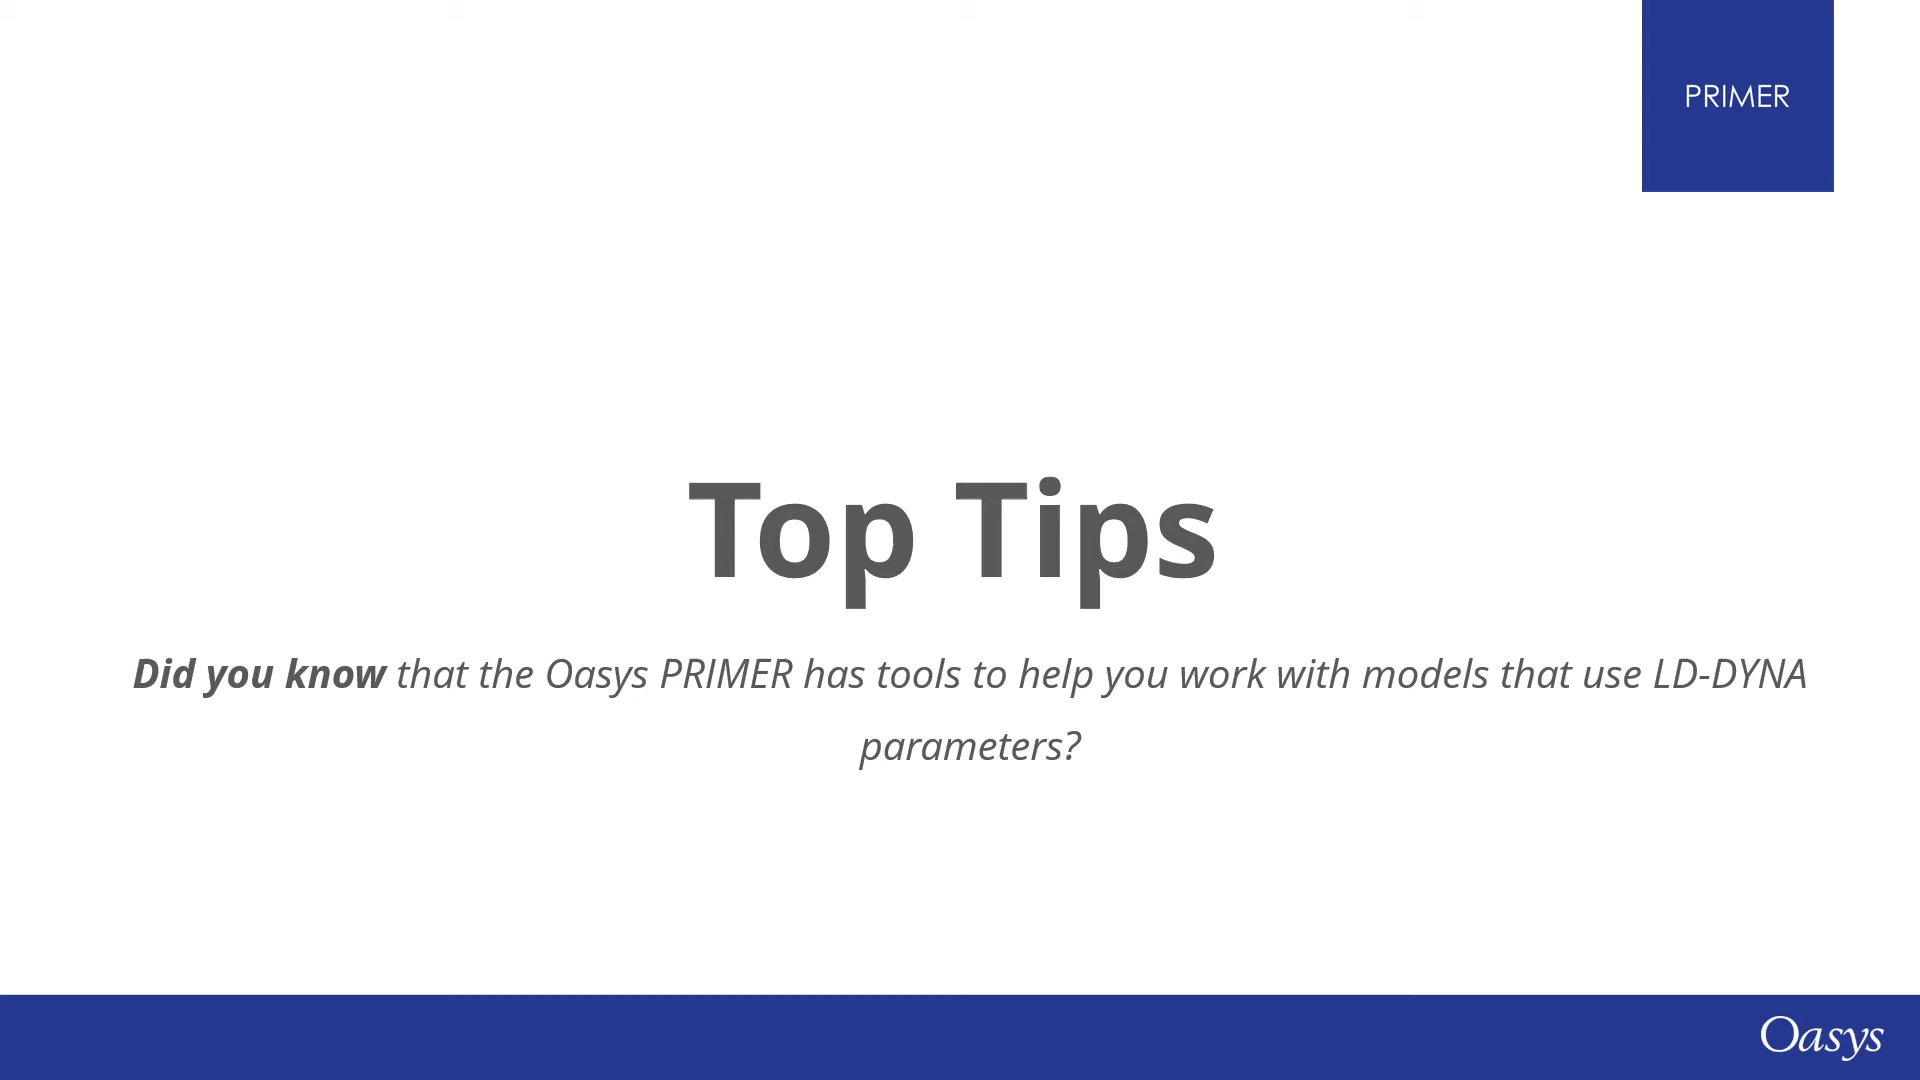 PRIMER
Top Tips
Did you know that the Oasys PRIMER has tools to help you work with models that use LD-DYNA
parameters?
Oasys